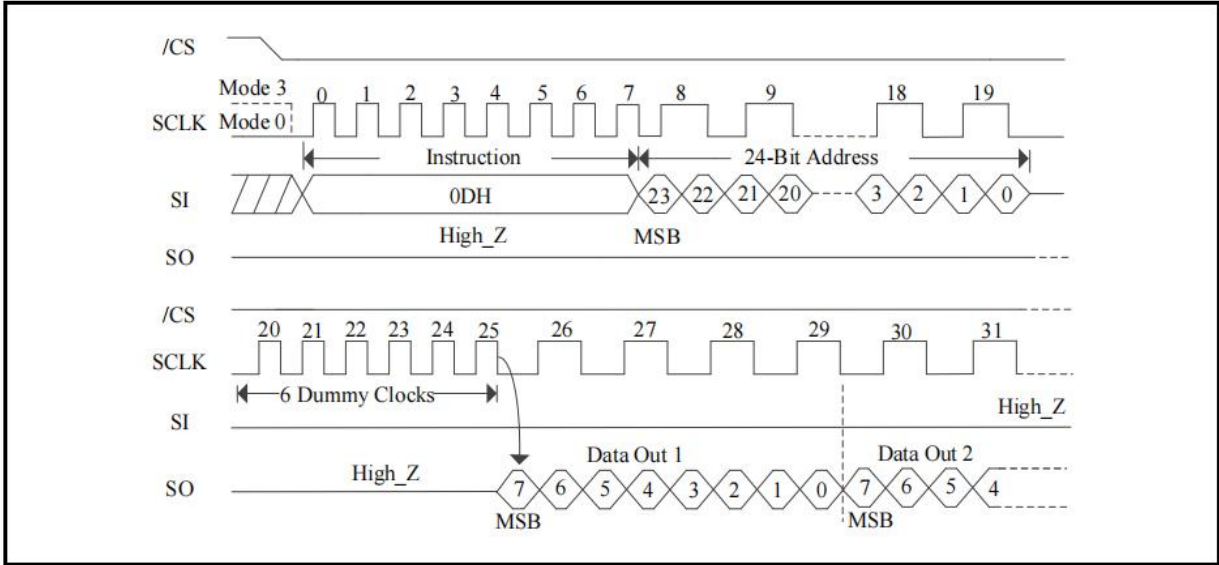 /CS
Mode 3
SCLK Mode 0
0 1 2 3 4 5 6 7 8 9 18 19
Instruction 24-Bit Address
SI 0DH 23 22 21 20 3 2 1 0
High_Z MSB
SO
/CS
20 21 22 23 24 25 26 27 28 29 30 31
SCLK
6 Dummy Clocks
High_Z
SI
Data Out 1 Data Out 2
High_Z
SO 7 6 5 4 3 2 1 0 7 6 5 4
MSB MSB